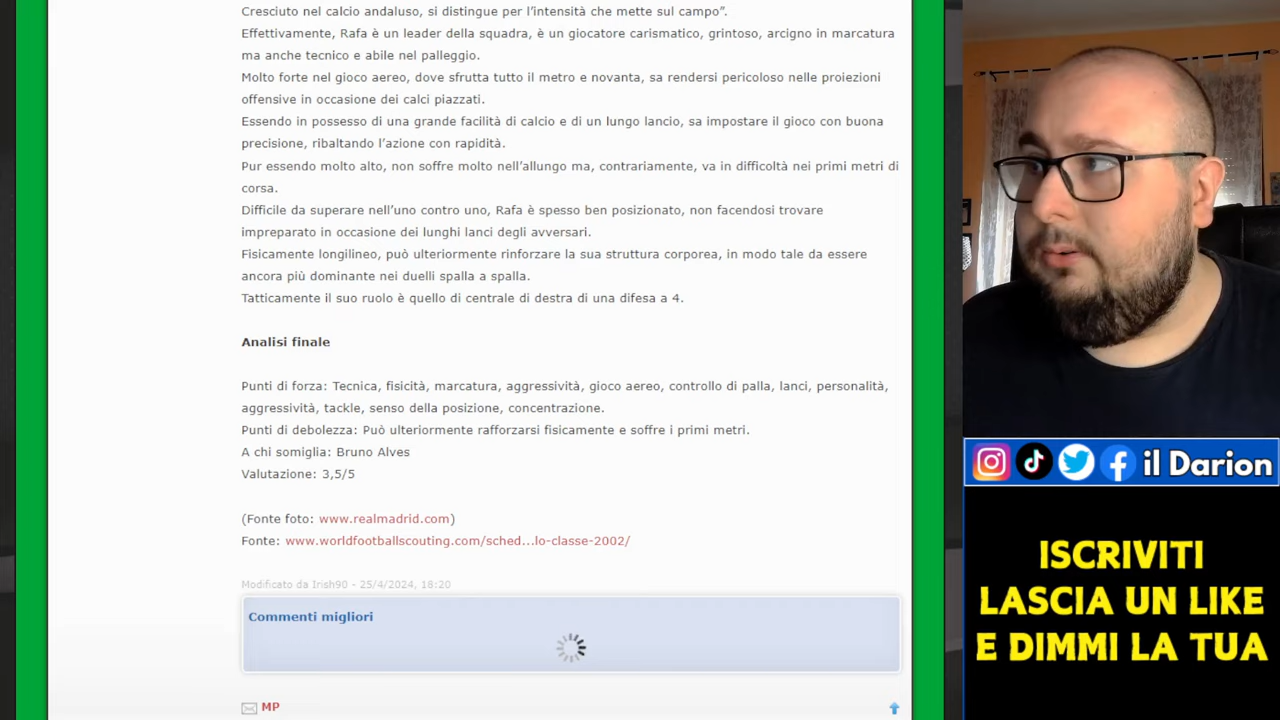 Cresciuto nel calcio andaluso, si distingue per l’intensità che mette sul campo”.
Effettivamente, Rafa è un leader della squadra, è un giocatore carismatico, grintoso, arcigno in marcatura
ma anche tecnico e abile nel palleggio.
Molto forte nel gioco aereo, dove sfrutta tutto il metro e novanta, sa rendersi pericoloso nelle proiezioni
offensive in occasione dei calci piazzati.
Essendo in possesso di una grande facilità di calcio e di un lungo lancio, sa impostare il gioco con buona
precisione, ribaltando l’azione con rapidità.
Pur essendo molto alto, non soffre molto nell’allungo ma, contrariamente, va in difficoltà nei primi metri di
corsa.
Difficile da superare nell’uno contro uno, Rafa è spesso ben posizionato, non facendosi trovare
impreparato in occasione dei lunghi lanci degli avversari.
Fisicamente longilineo, può ulteriormente rinforzare la sua struttura corporea, in modo tale da essere
ancora più dominante nei duelli spalla a spalla.
Tatticamente il suo ruolo è quello di centrale di destra di una difesa a 4.
Analisi finale
Punti di forza: Tecnica, fisicità, marcatura, aggressività, gioco aereo, controllo di palla, lanci, personalità,
aggressività, tackle, senso della posizione, concentrazione.
Punti di debolezza: Può ulteriormente rafforzarsi fisicamente e soffre i primi metri.
A chi somiglia: Bruno Alves
Valutazione: 3,5/5
(Fonte foto: www.realmadrid.com)
Fonte: www.worldfootballscouting.com/sched...lo-classe-2002/
Modificato da Irish90 - 25/4/2024, 18:20
Commenti migliori
MP
il Darion
ISCRIVITI
LASCIA UN LIKE
E DIMMI LA TUA